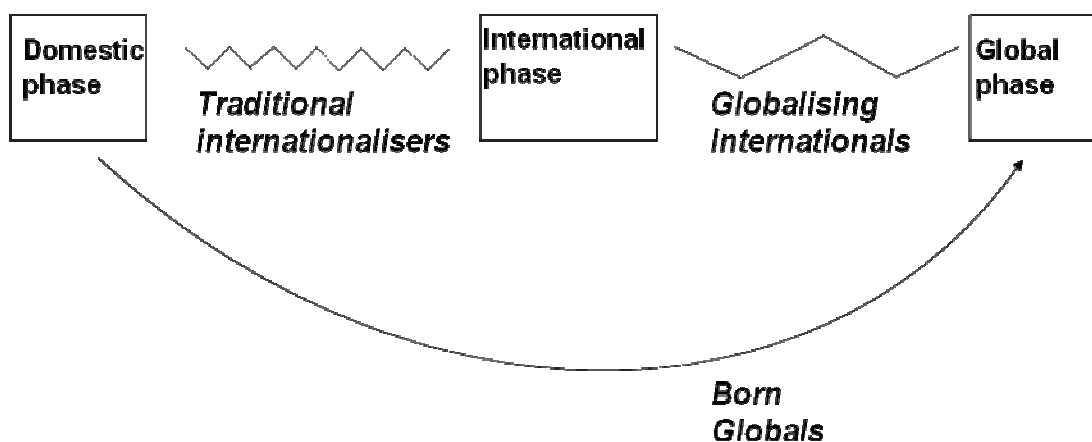 Domestic
phase
Traditional
internationalisers
International
phase
Globalising
Internationals
Global
phase
Born
Globals